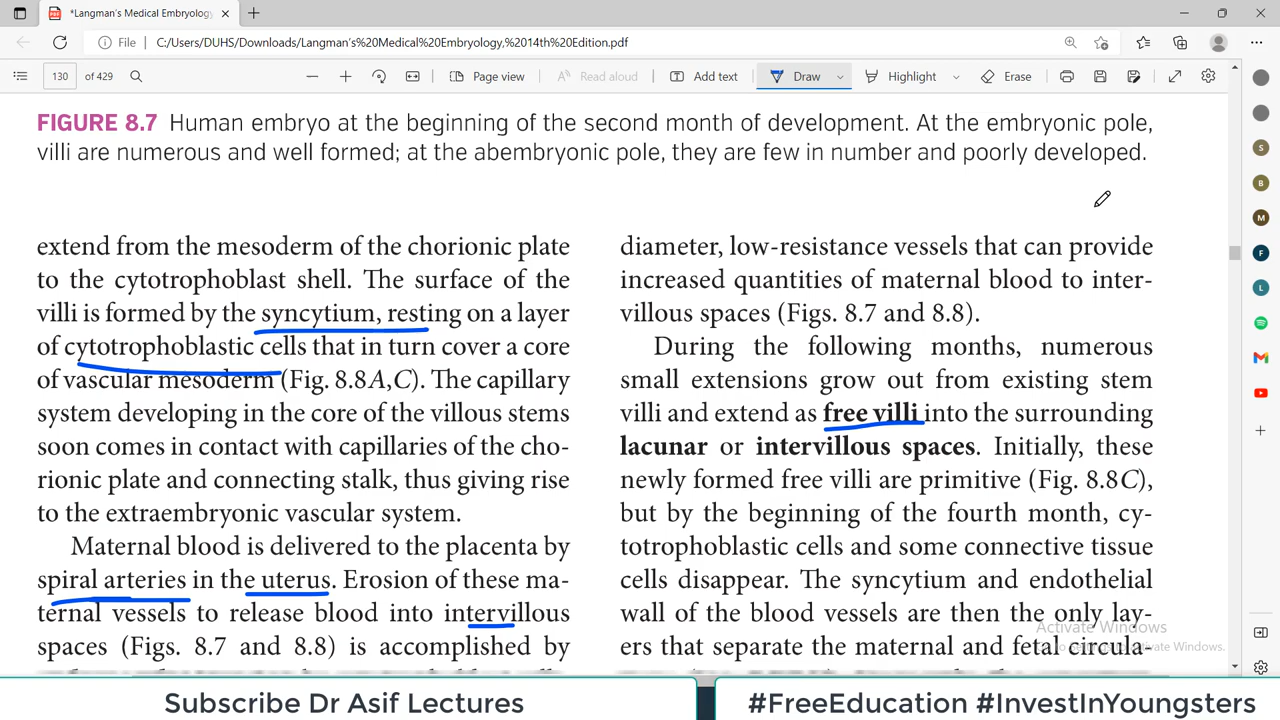 *Langman's Medical Embryology
File
C:/Users/DUHS/Downloads/Langman's%20Medical%20Embryology,%2014th%20Edition.pdf
130 of 429
Page view
Read aloud
Add text
Draw
Highlight
Erase
FIGURE 8.7 Human embryo at the beginning of the second month of development. At the embryonic pole,
villi are numerous and well formed; at the abembryonic pole, they are few in number and poorly developed.
extend from the mesoderm of the chorionic plate
to the cytotrophoblast shell. The surface of the
villi is formed by the syncytium, resting on a layer
of cytotrophoblastic cells that in turn cover a core
of vascular mesoderm (Fig. 8.8A,C). The capillary
system developing in the core of the villous stems
soon comes in contact with capillaries of the cho-
rionic plate and connecting stalk, thus giving rise
to the extraembryonic vascular system.
Maternal blood is delivered to the placenta by
spiral arteries in the uterus. Erosion of these ma-
ternal vessels to release blood into intervillous
spaces (Figs. 8.7 and 8.8) is accomplished by
diameter, low-resistance vessels that can provide
increased quantities of maternal blood to inter-
villous spaces (Figs. 8.7 and 8.8).
During the following months, numerous
small extensions grow out from existing stem
villi and extend as free villi into the surrounding
lacunar or intervillous spaces. Initially, these
newly formed free villi are primitive (Fig. 8.8C),
but by the beginning of the fourth month, cy-
totrophoblastic cells and some connective tissue
cells disappear. The syncytium and endothelial
wall of the blood vessels are then the only lay-
ers that separate the maternal and fetal circula-
Activate Windows
Go to Settings to activate Windows.
S
B
M
F
L
Subscribe Dr Asif Lectures
#FreeEducation #InvestInYoungsters